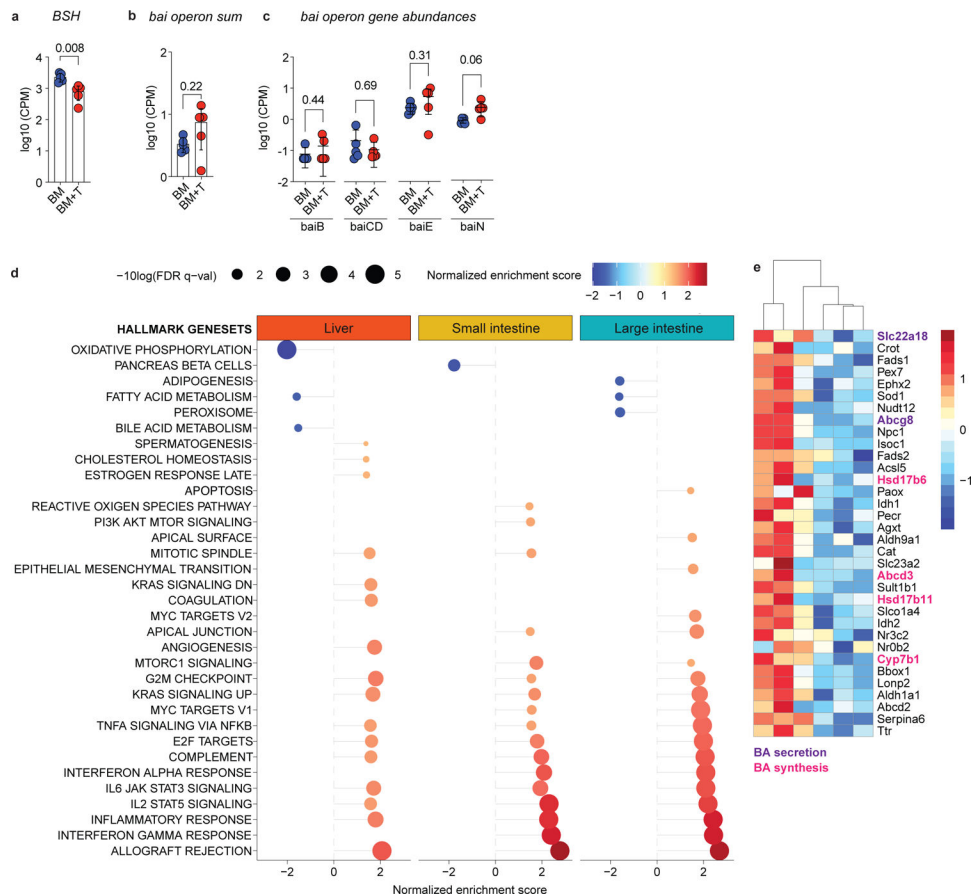 a BSH
0.008
log10 (CPM)
4
3
2
1
0
BM
BM+T
b bai operon sum
0.22
log10 (CPM)
2
1
0
BM
BM+T
c bai operon gene abundances
0.44
0.69
0.31
0.06
log10 (CPM)
2
1
0
-1
-2
BM
BM+T
BM
BM+T
BM
BM+T
BM
BM+T
baiB
baiCD
baiE
baiN
d
−10log(FDR q-val)
2
3
4
5
Normalized enrichment score
−2 −1 0 1 2
HALLMARK GENESETS
Liver
Small intestine
Large intestine
OXIDATIVE PHOSPHORYLATION
PANCREAS BETA CELLS
ADIPOGENESIS
FATTY ACID METABOLISM
PEROXISOME
BILE ACID METABOLISM
SPERMATOGENESIS
CHOLESTEROL HOMEOSTASIS
ESTROGEN RESPONSE LATE
APOPTOSIS
REACTIVE OXIGEN SPECIES PATHWAY
PI3K AKT MTOR SIGNALING
APICAL SURFACE
MITOTIC SPINDLE
EPITHELIAL MESENCHYMAL TRANSITION
KRAS SIGNALING DN
COAGULATION
MYC TARGETS V2
APICAL JUNCTION
ANGIOGENESIS
MTORC1 SIGNALING
G2M CHECKPOINT
KRAS SIGNALING UP
MYC TARGETS V1
TNFA SIGNALING VIA NFKB
E2F TARGETS
COMPLEMENT
INTERFERON ALPHA RESPONSE
IL6 JAK STAT3 SIGNALING
IL2 STAT5 SIGNALING
INFLAMMATORY RESPONSE
INTERFERON GAMMA RESPONSE
ALLOGRAFT REJECTION
−2 0 2
−2 0 2
−2 0 2
Normalized enrichment score
e
Slc22a18
Crot
Fads1
Pex7
Ephx2
Sod1
Nudt12
Abcg8
Npc1
Isoc1
Fads2
Acsl5
Hsd17b6
Paox
Idh1
Pecr
Agxt
Aldh9a1
Cat
Slc23a2
Abcd3
Sult1b1
Hsd17b11
Slco1a4
Idh2
Nr3c2
Nr0b2
Cyp7b1
Bbox1
Lonp2
Aldh1a1
Abcd2
Serpina6
Ttr
1
0
−1
BA secretion
BA synthesis